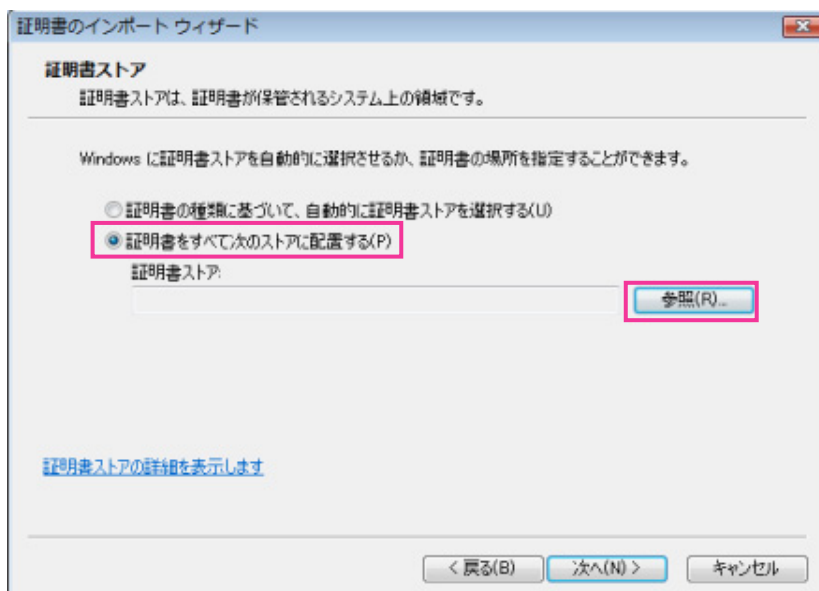 証明書のインポート ウィザード
証明書ストア
証明書ストアは、証明書が保管されるシステム上の領域です。
Windows に証明書ストアを自動的に選択させるか、証明書の場所を指定することができます。
証明書の種類に基づいて、自動的に証明書ストアを選択する(U)
証明書をすべて次のストアに配置する(P)
証明書ストア:
参照(R)...
証明書ストアの詳細を表示します
< 戻る(B)
次へ(N) >
キャンセル